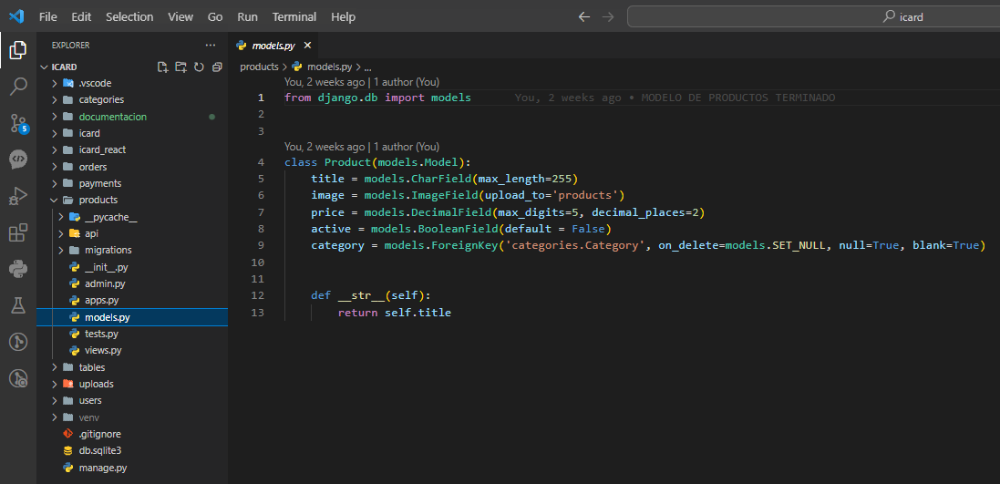 File Edit Selection View Go Run Terminal Help
icard
EXPLORER
ICARD
.vscode
categories
documentacion
icard
icard_react
orders
payments
products
__pycache__
api
migrations
__init__.py
admin.py
apps.py
models.py
tests.py
views.py
tables
uploads
users
venv
.gitignore
db.sqlite3
manage.py
5
models.py
products > models.py > ...
You, 2 weeks ago | 1 author (You)
1 from django.db import models You, 2 weeks ago • MODELO DE PRODUCTOS TERMINADO
2
3
You, 2 weeks ago | 1 author (You)
4 class Product(models.Model):
5 title = models.CharField(max_length=255)
6 image = models.ImageField(upload_to='products')
7 price = models.DecimalField(max_digits=5, decimal_places=2)
8 active = models.BooleanField(default = False)
9 category = models.ForeignKey('categories.Category', on_delete=models.SET_NULL, null=True, blank=True)
10
11
12 def __str__(self):
13 return self.title